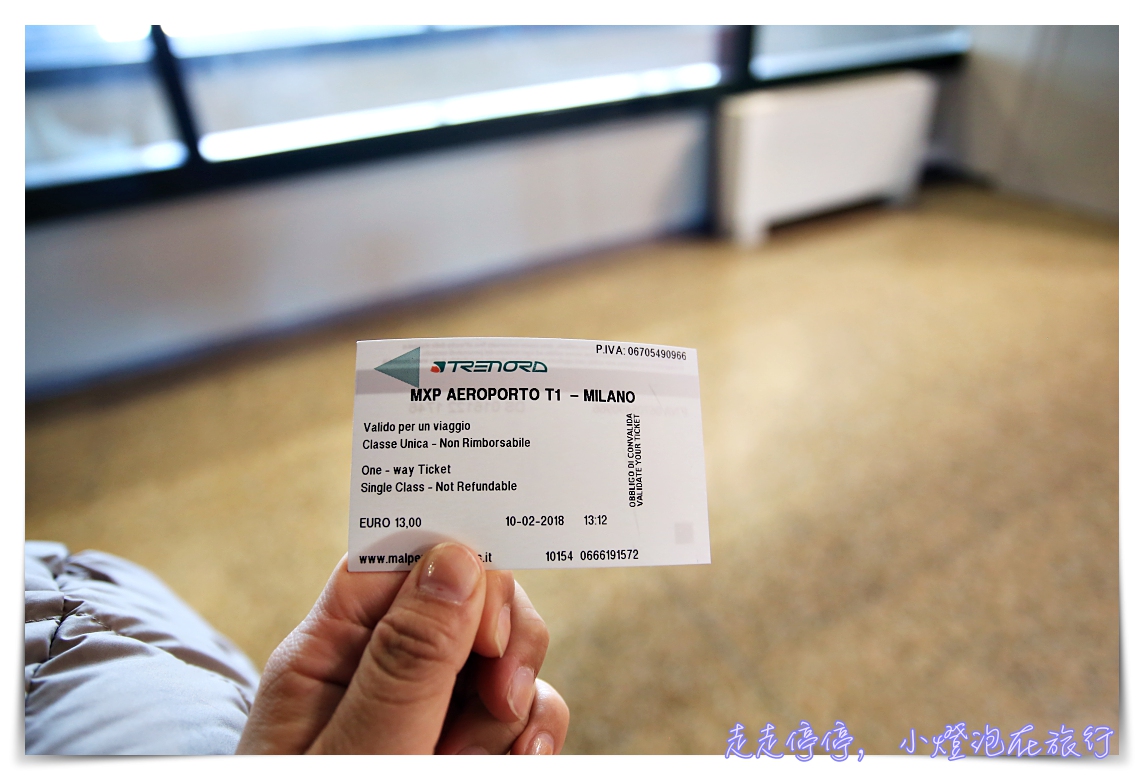 TRENORD
P.IVA: 06705490966
MXP AEROPORTO T1 – MILANO
Valido per un viaggio
Classe Unica - Non Rimborsabile
One - way Ticket
Single Class - Not Refundable
OBBLIGO DI CONVALIDA
VALIDATE YOUR TICKET
EURO 13,00 10-02-2018 13:12
10154 0666191572
走走停停，小燈泡在旅行